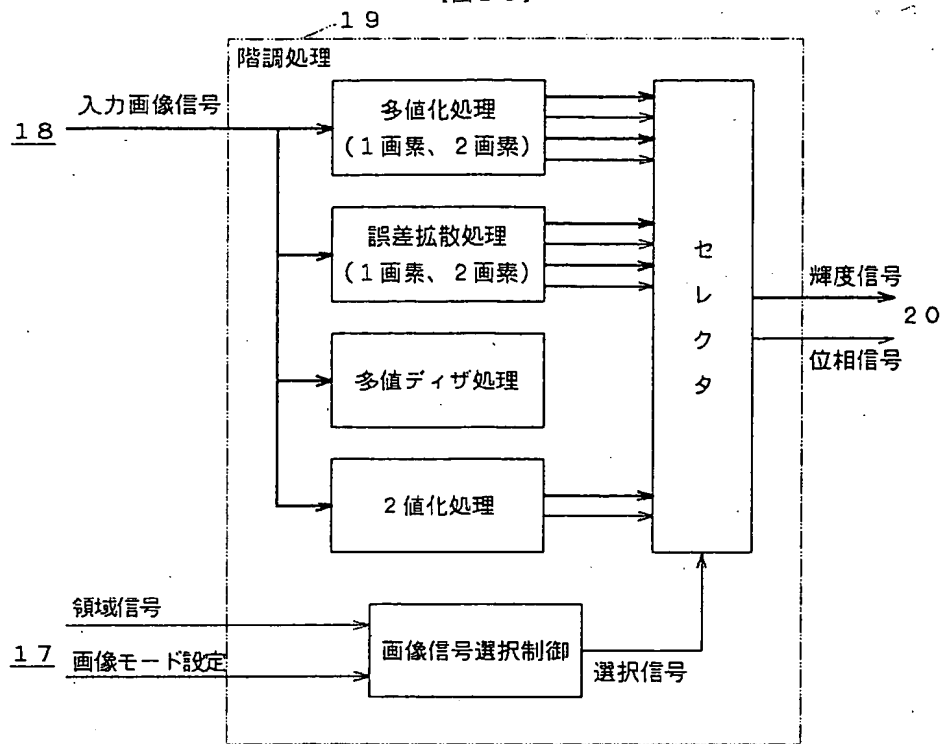 19
階調処理
入力画像信号
18
多値化処理
(1画素、2画素)
誤差拡散処理
(1画素、2画素)
多値ディザ処理
2値化処理
セレクタ
輝度信号
20
位相信号
領域信号
17
画像モード設定
画像信号選択制御
選択信号